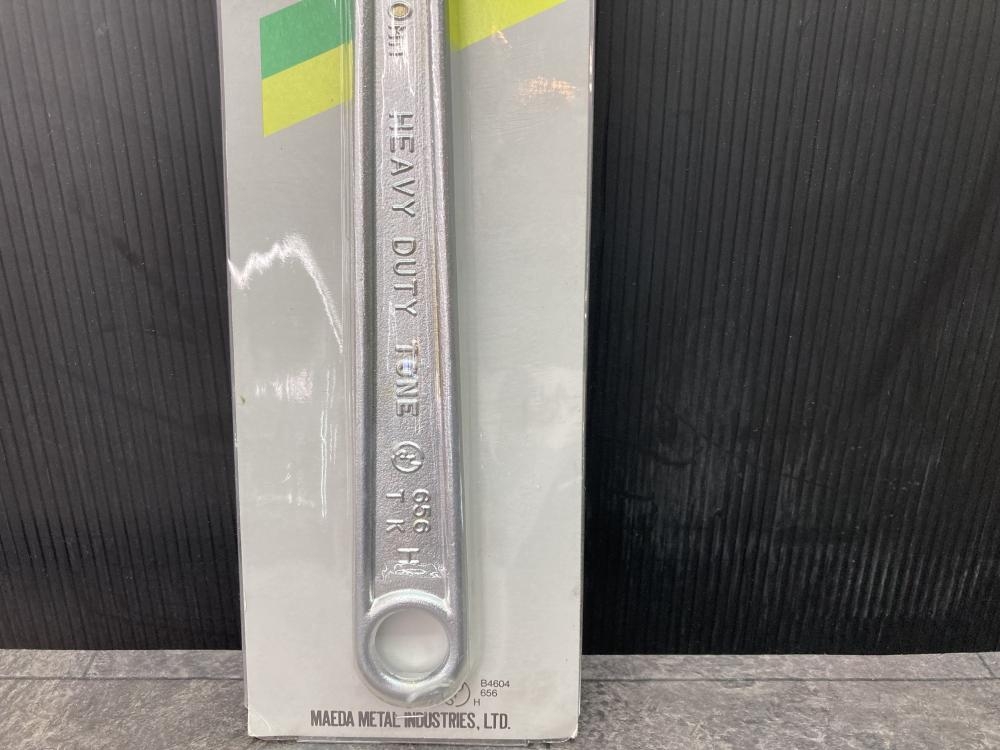 HEAVY DUTY TONE
656
T K H
B4604
656
H
MAEDA METAL INDUSTRIES, LTD.